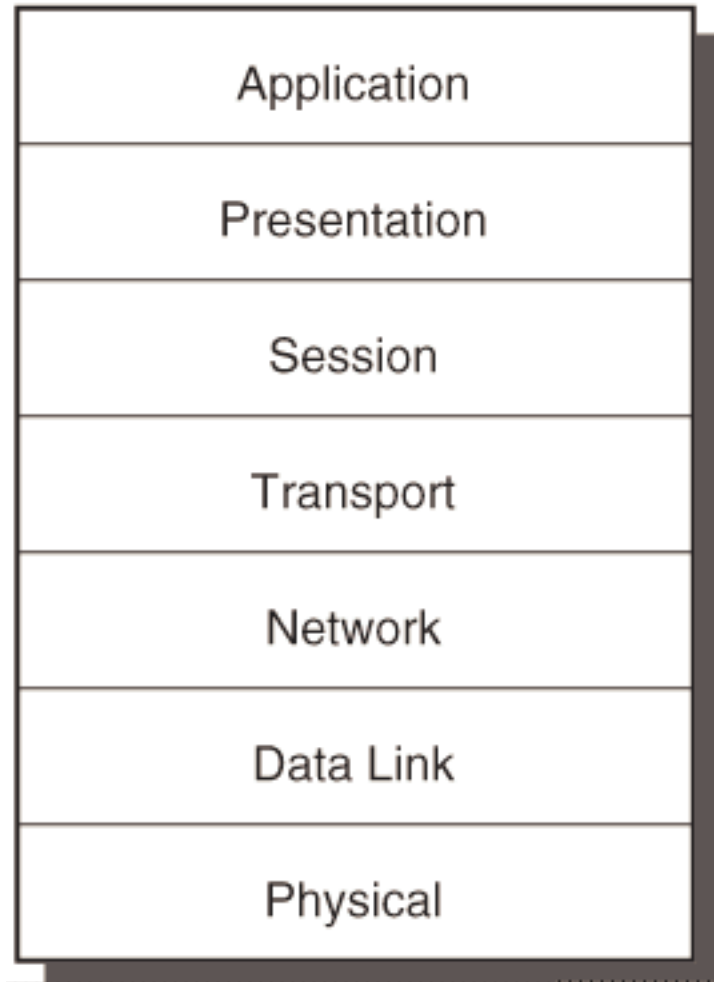 Application
Presentation
Session
Transport
Network
Data Link
Physical